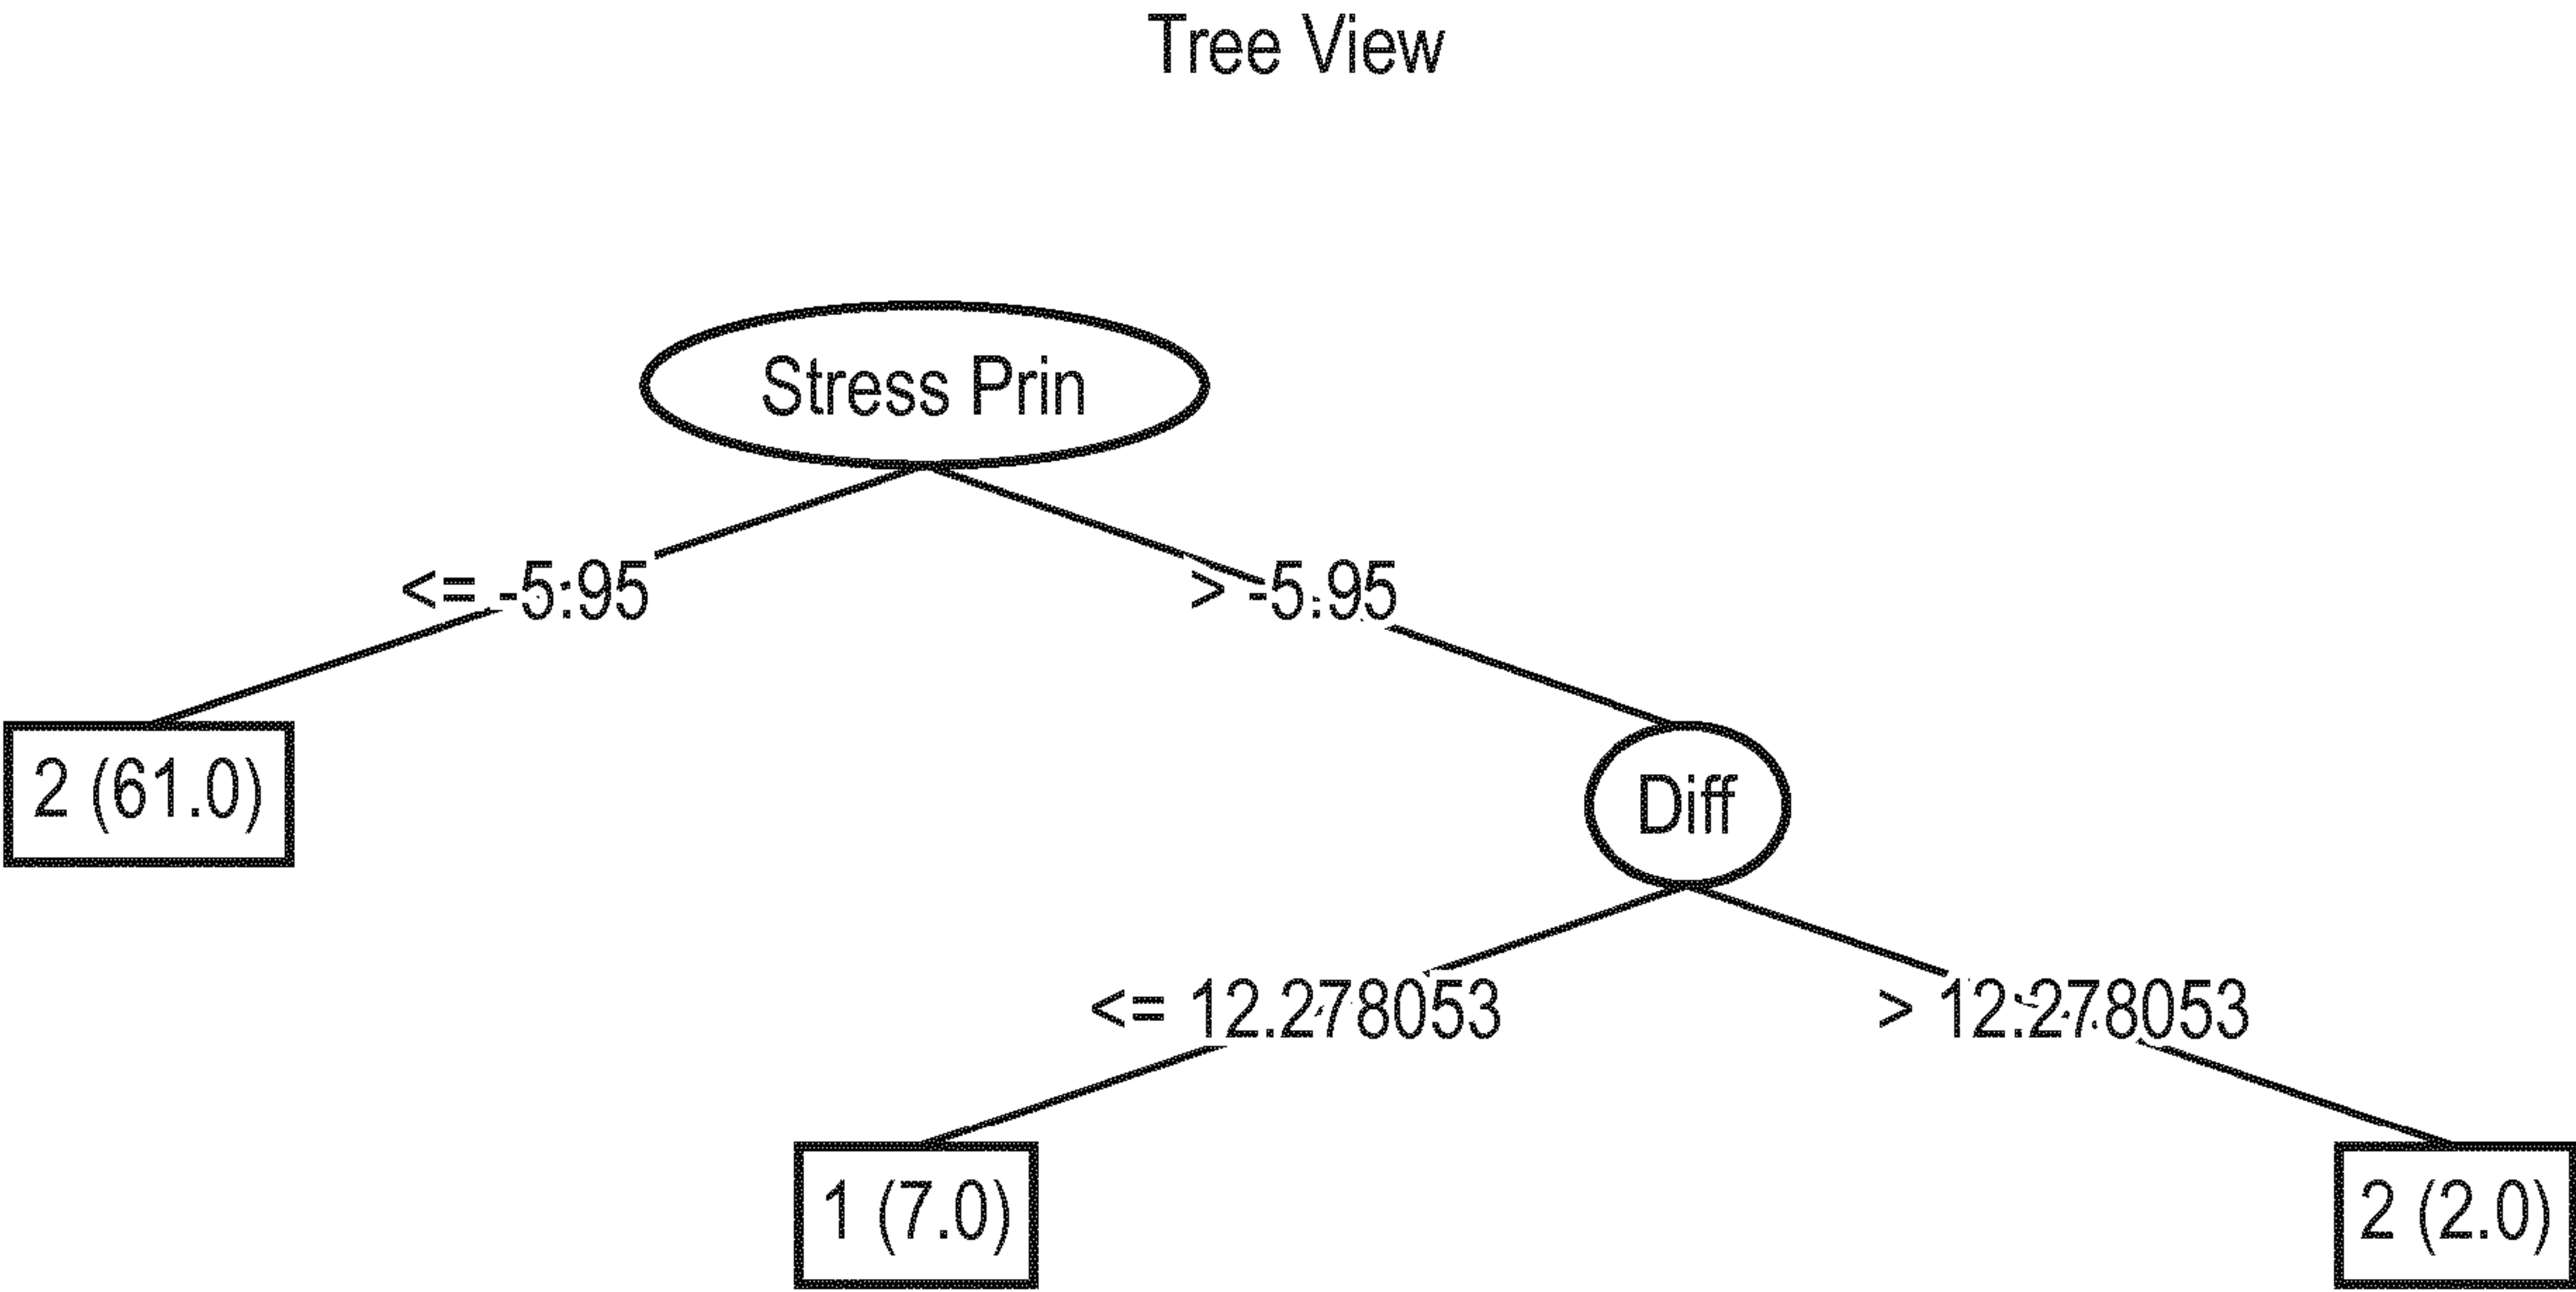 Tree View
Stress Prin
<= -5.95
> -5.95
2 (61.0)
Diff
<= 12.278053
> 12.278053
1 (7.0)
2 (2.0)